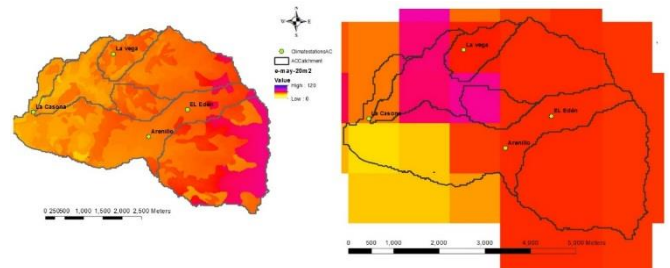 N
La Vega
ClimatestationsAC
ACCatchment
e-may-20m2
Value
High : 120
Low : 0
La Casona
EL Edén
Arenillo
0 250500 1,000 1,500 2,000 2,500 Meters
La Vega
La Casona
EL Edén
Arenillo
0 500 1,000 2,000 3,000 4,000 5,000 Meters